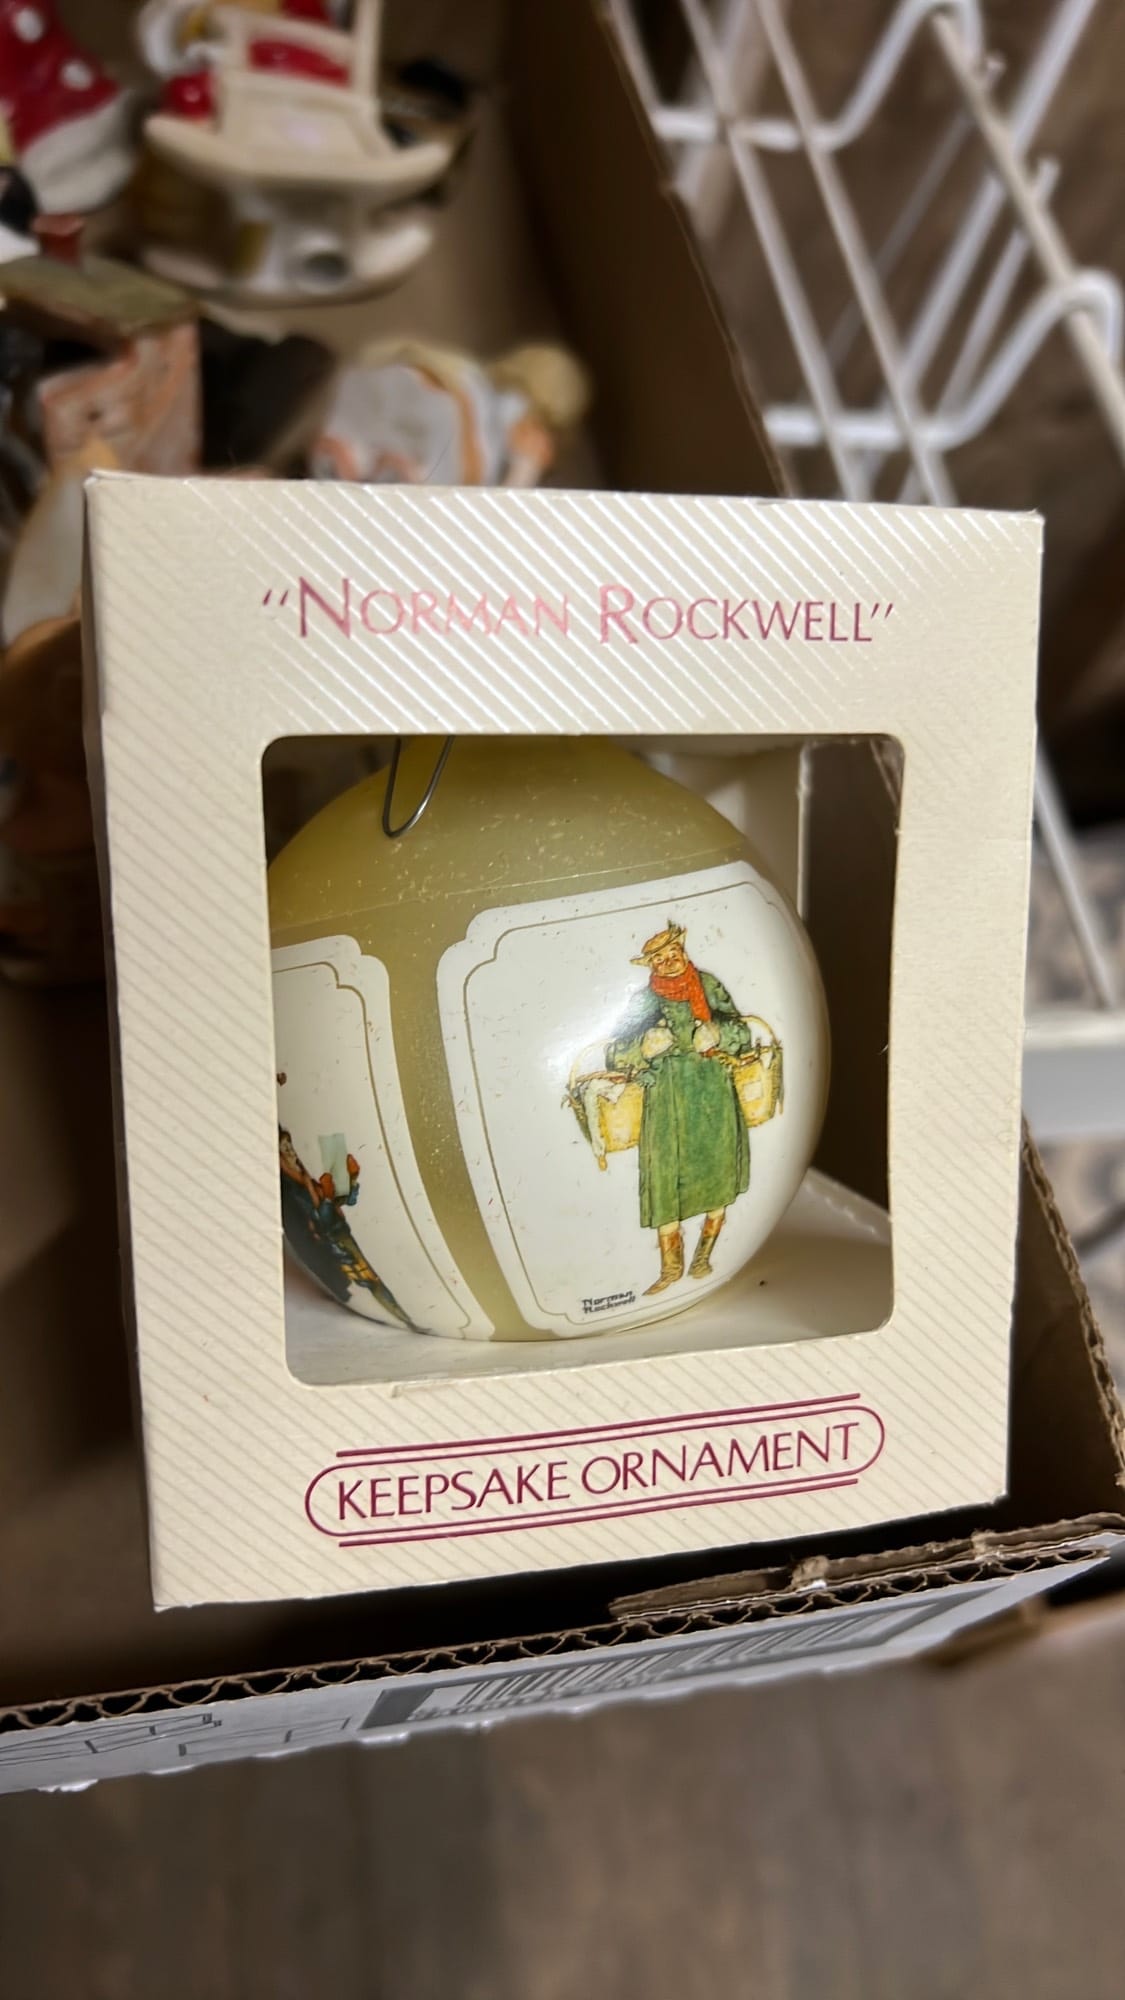 “NORMAN ROCKWELL”
Norman
Rockwell
KEEPSAKE ORNAMENT